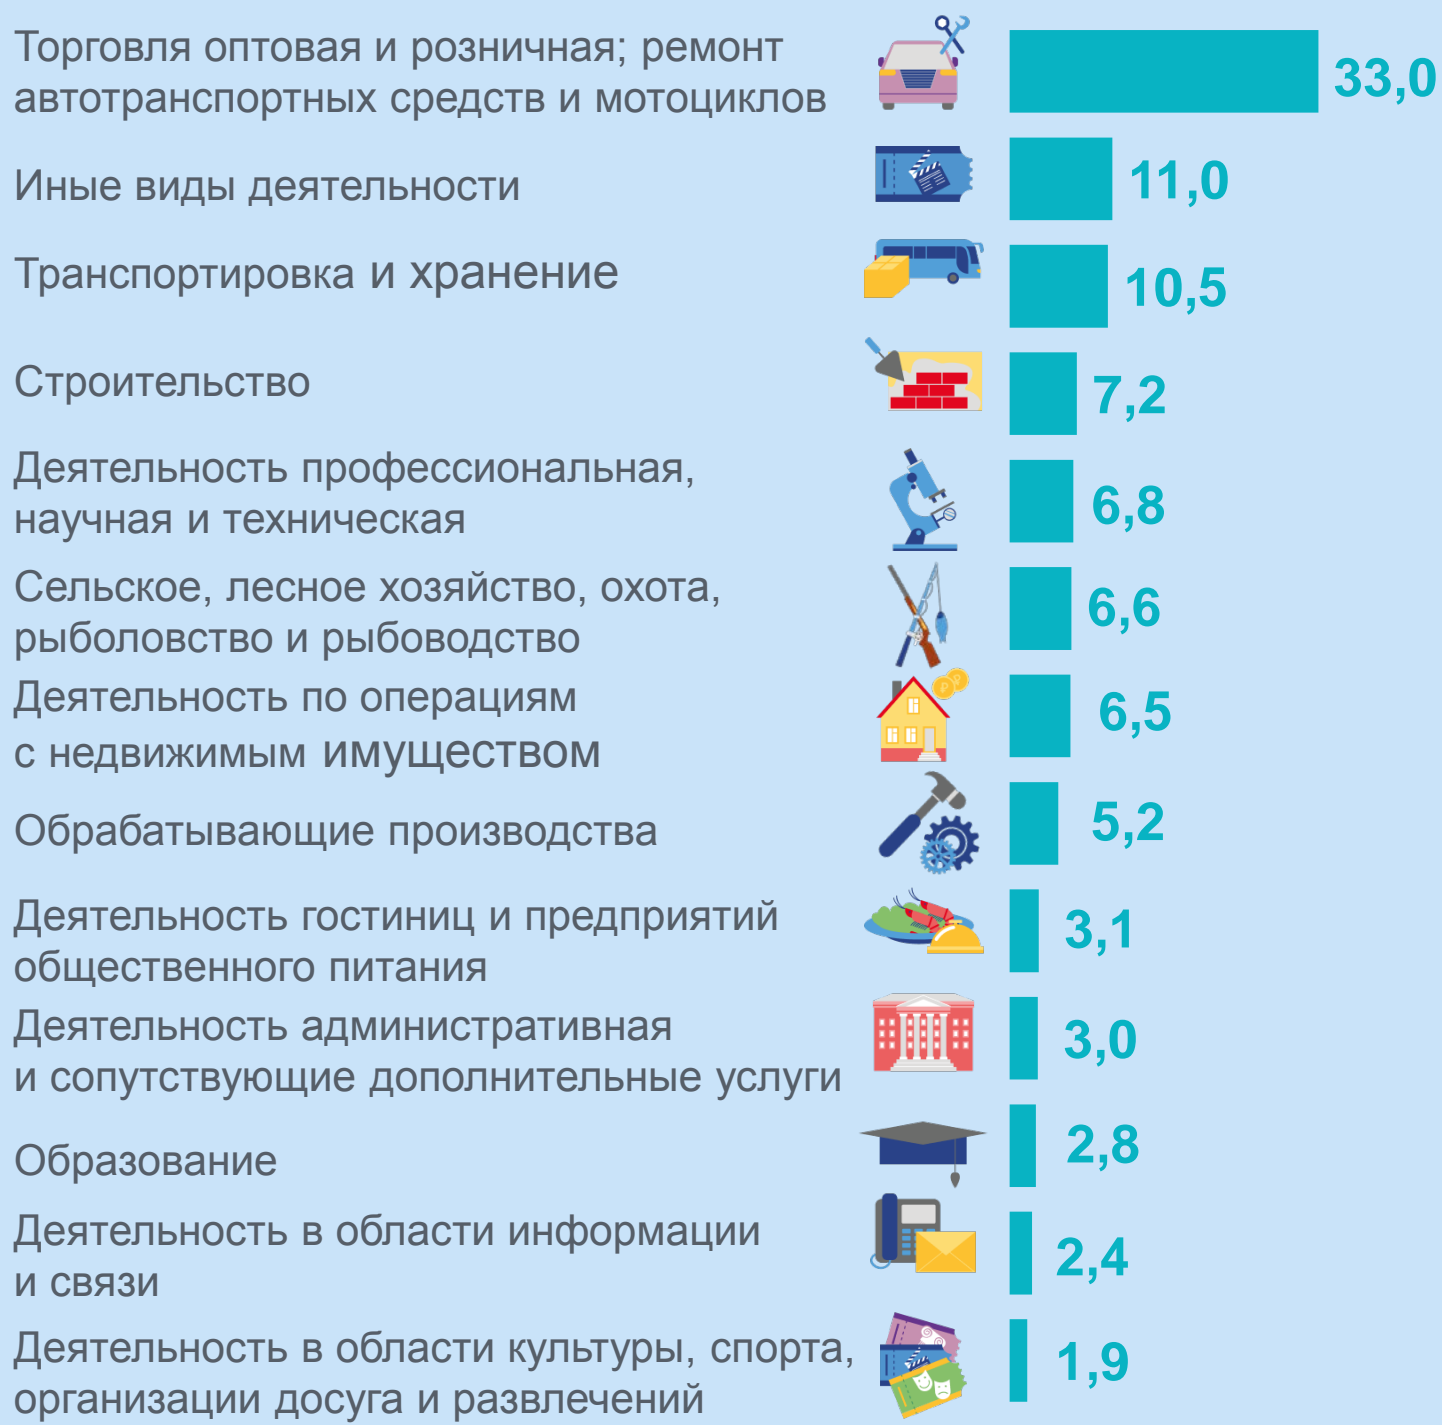 Торговля оптовая и розничная; ремонт
автотранспортных средств и мотоциклов
33,0
Иные виды деятельности
11,0
Транспортировка и хранение
10,5
Строительство
7,2
Деятельность профессиональная,
научная и техническая
6,8
Сельское, лесное хозяйство, охота,
рыболовство и рыбоводство
6,6
Деятельность по операциям
с недвижимым имуществом
6,5
Обрабатывающие производства
5,2
Деятельность гостиниц и предприятий
общественного питания
3,1
Деятельность административная
и сопутствующие дополнительные услуги
3,0
Образование
2,8
Деятельность в области информации
и связи
2,4
Деятельность в области культуры, спорта,
организации досуга и развлечений
1,9